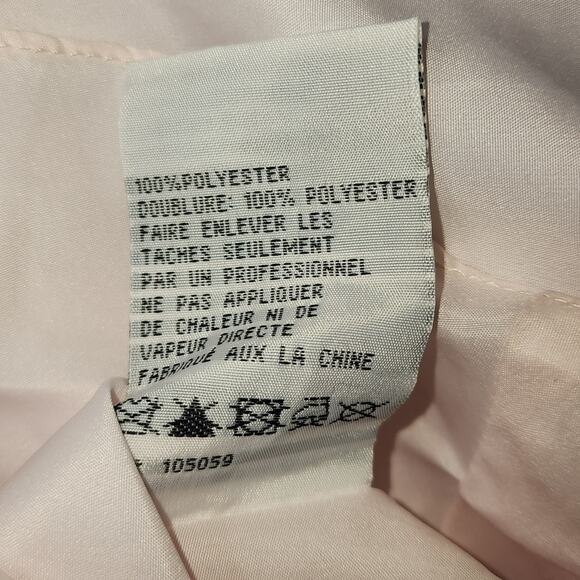 100%POLYESTER
DOUBLURE: 100% POLYESTER
FAIRE ENLEVER LES
TACHES SEULEMENT
PAR UN PROFESSIONNEL
NE PAS APPLIQUER
DE CHALEUR NI DE
VAPEUR DIRECTE
FABRIQUÉ AUX LA CHINE
105059